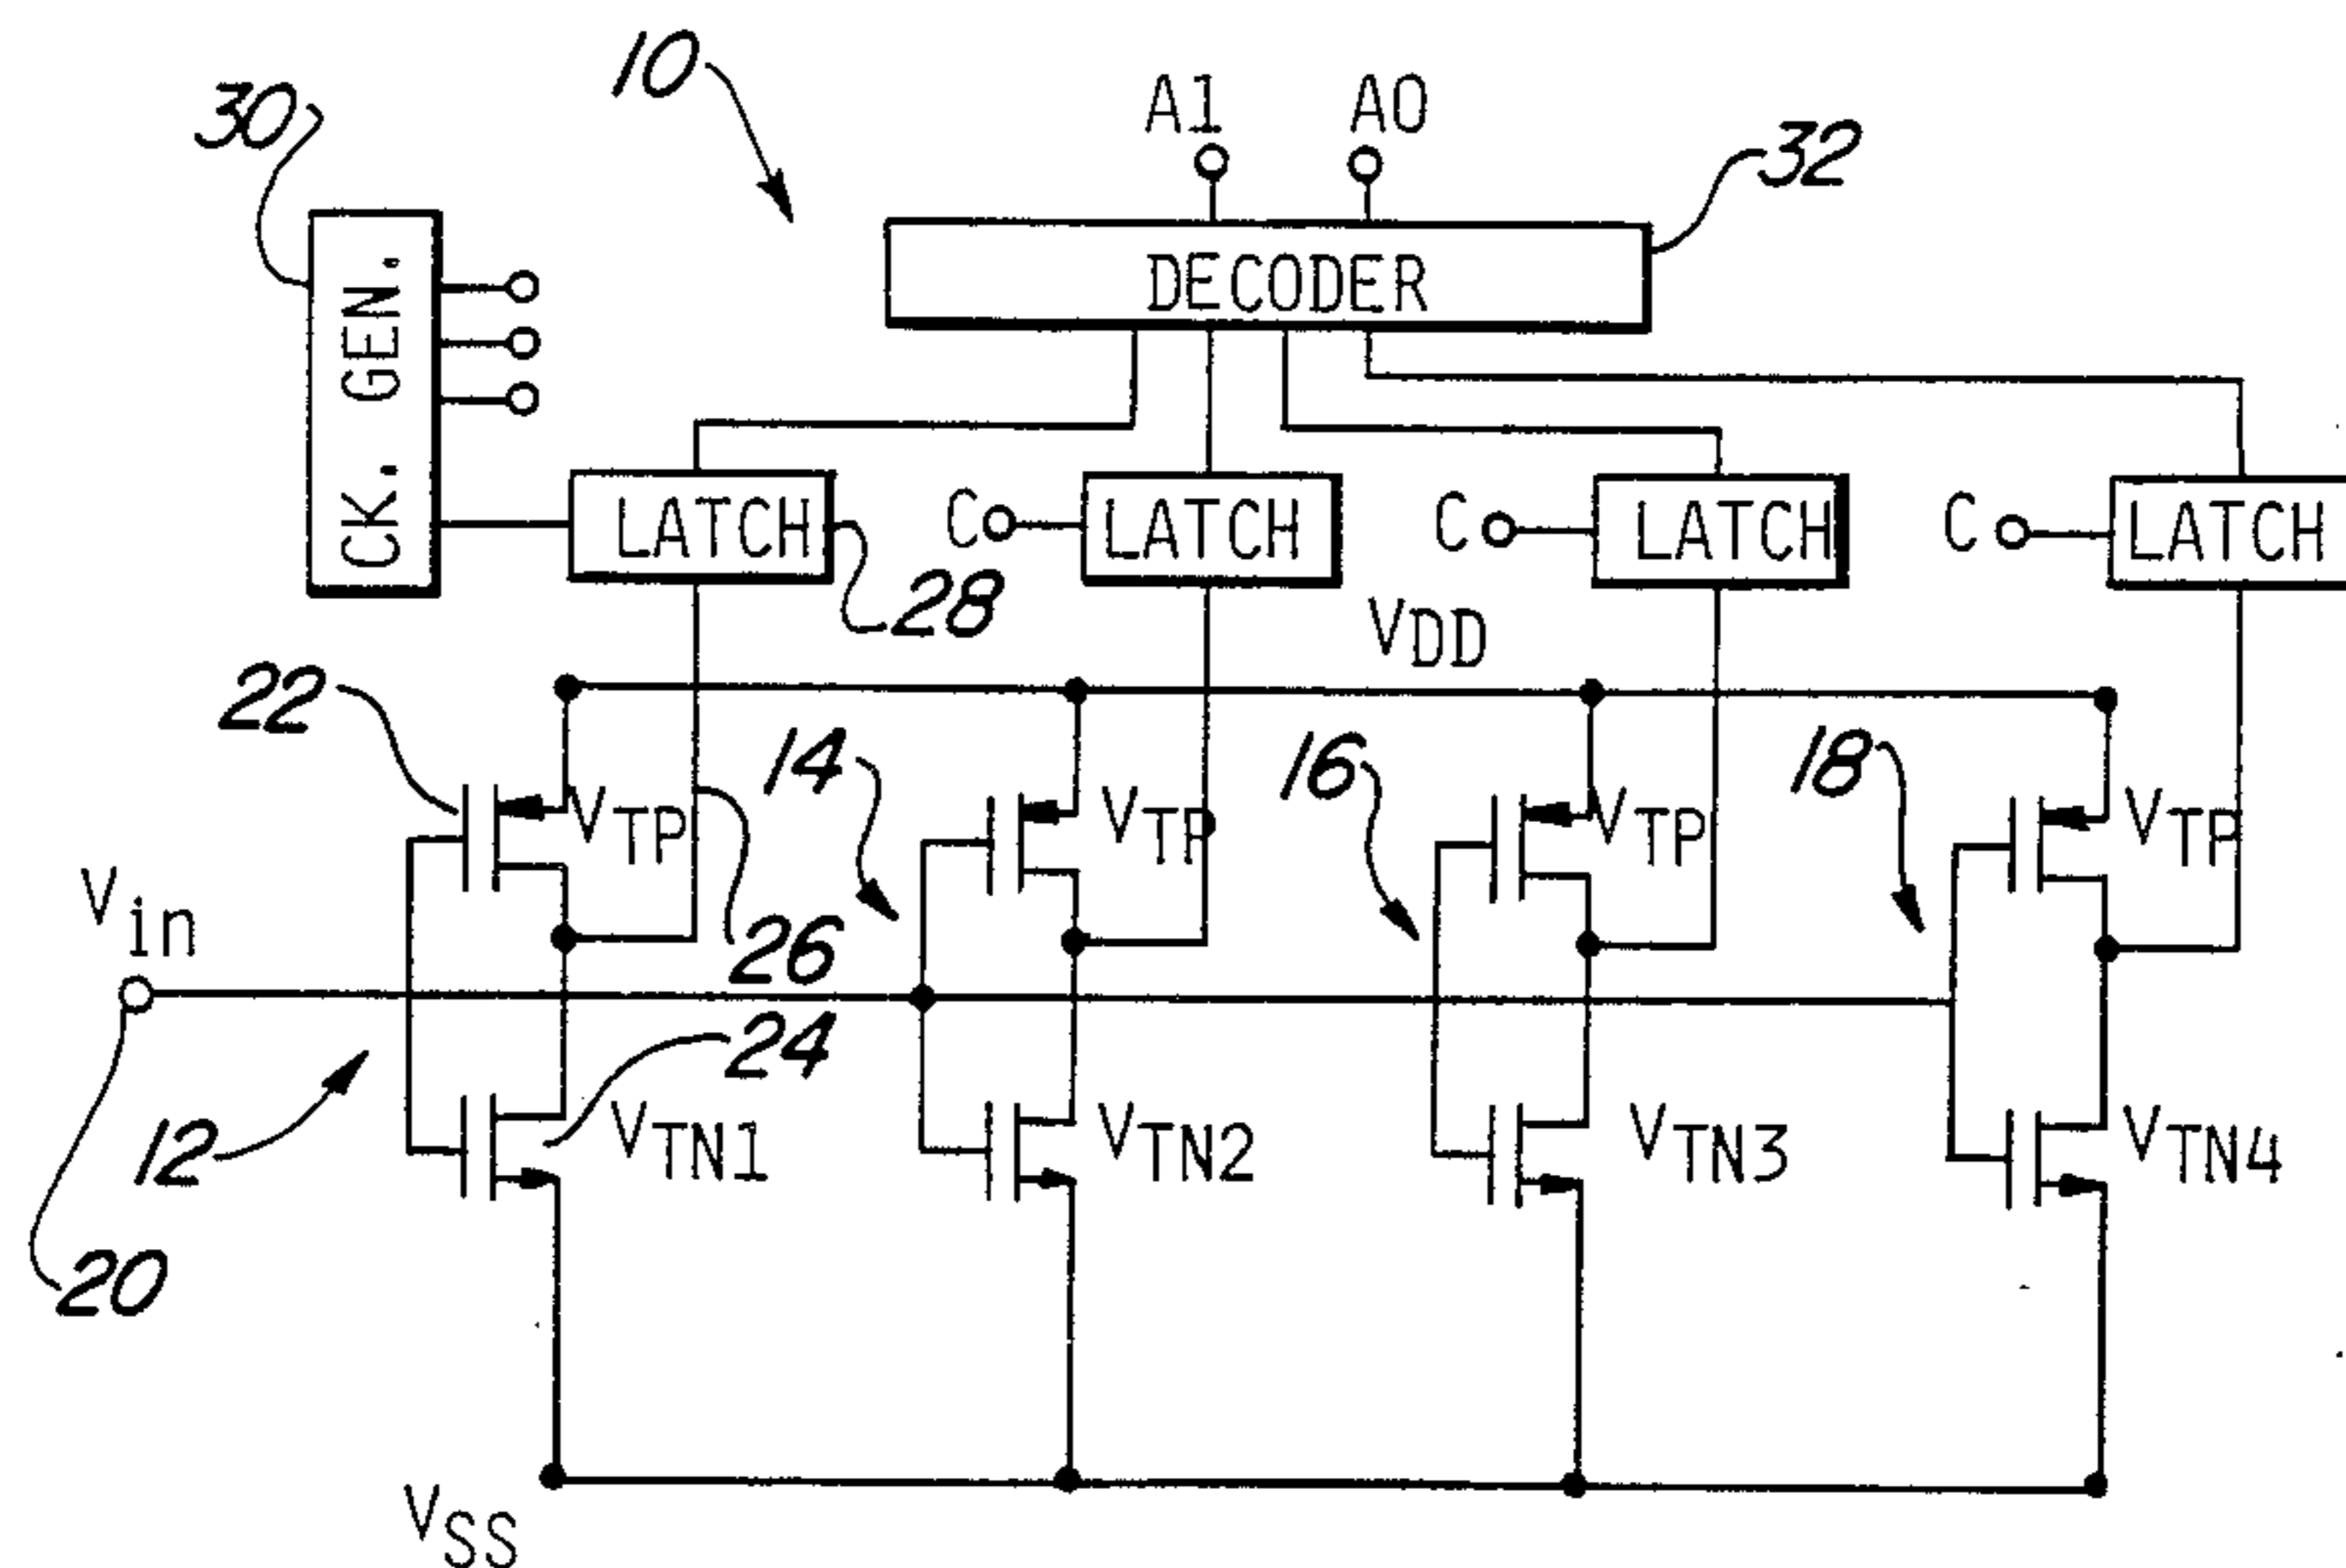 10
A1 A0
30
32
DECODER
CK. GEN.
LATCH
C
LATCH
C
LATCH
C
LATCH
28
VDD
22
14
16
18
VTP
VTP
VTP
VTP
Vin
26
24
12
VTN1
VTN2
VTN3
VTN4
20
VSS